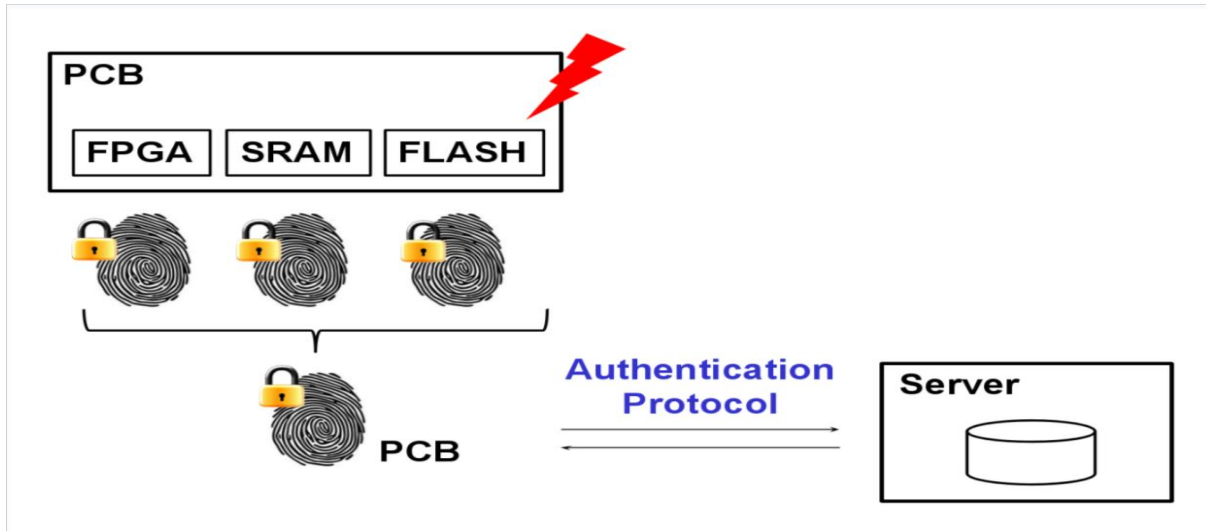 PCB
FPGA SRAM FLASH
Authentication
Protocol
PCB
Server